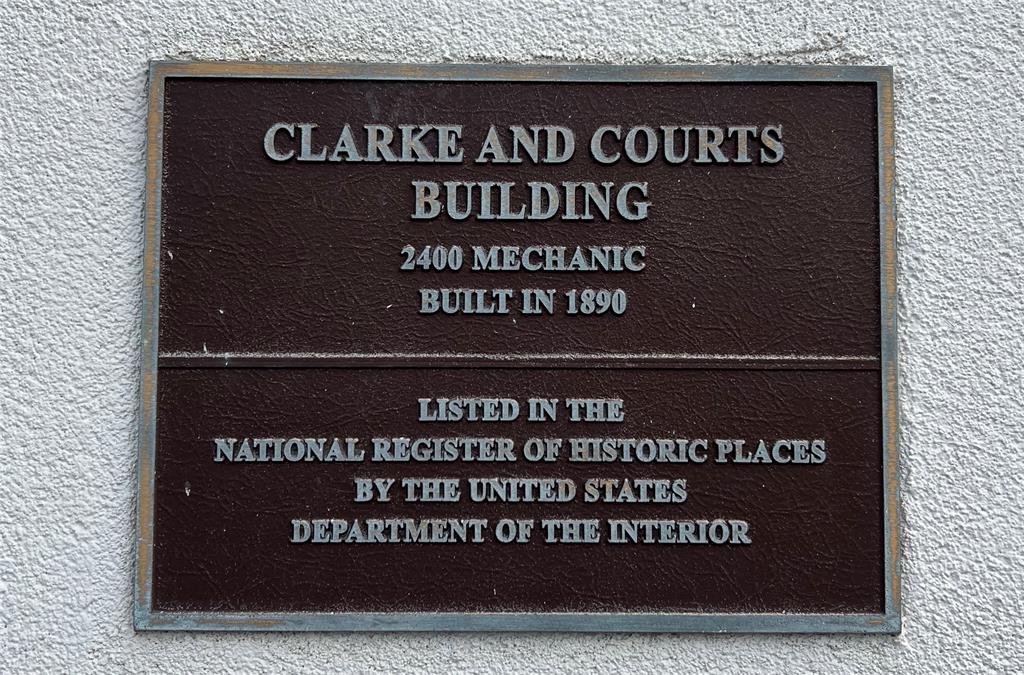 CLARKE AND COURTS
BUILDING
2400 MECHANIC
BUILT IN 1890
LISTED IN THE
NATIONAL REGISTER OF HISTORIC PLACES
BY THE UNITED STATES
DEPARTMENT OF THE INTERIOR